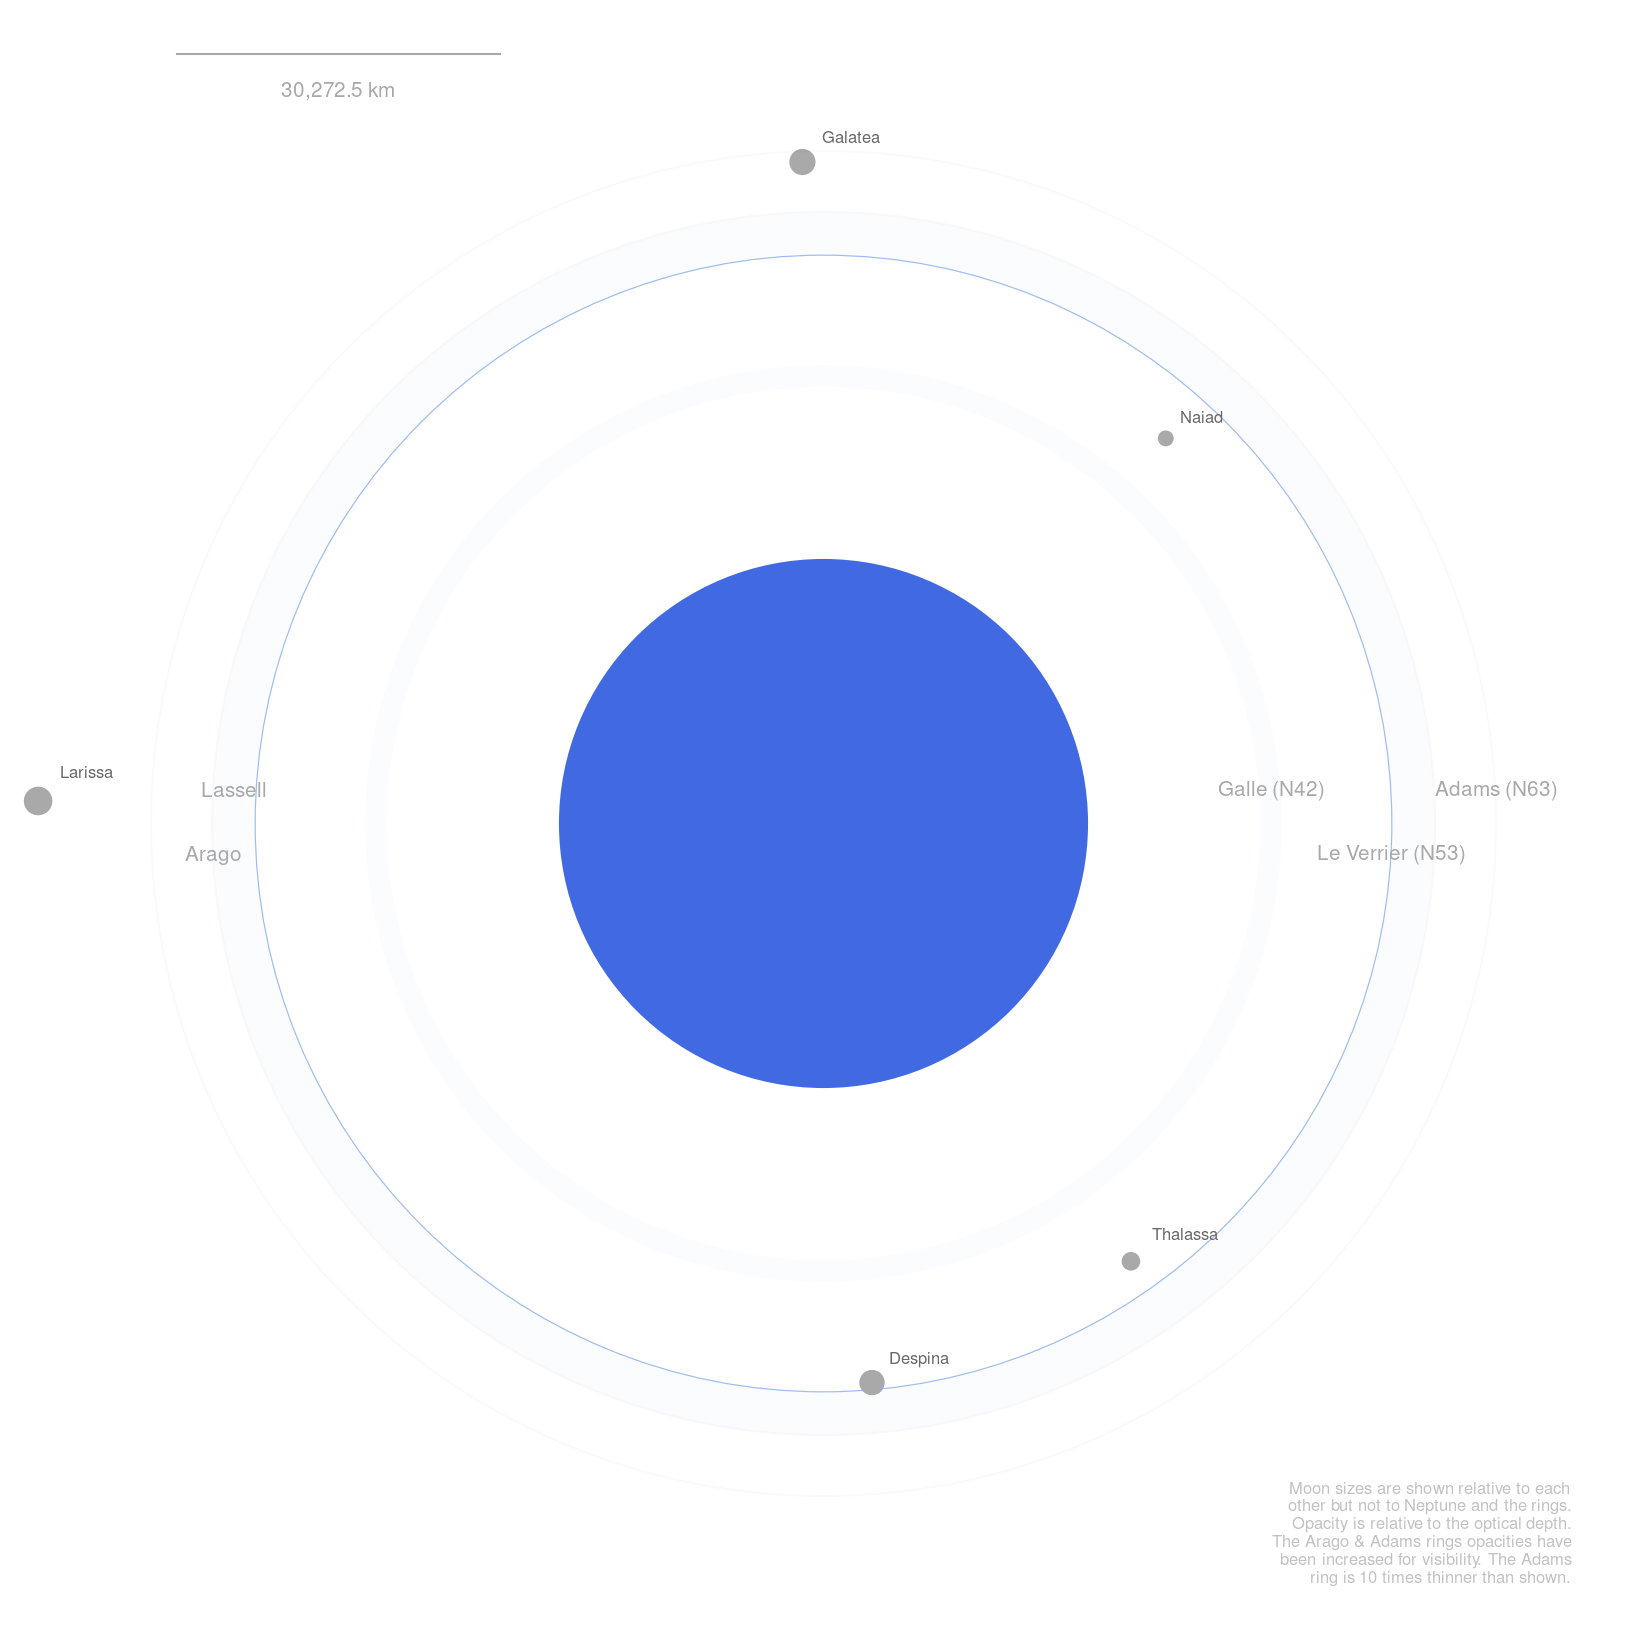 30,272.5 km
Galatea
Naiad
Larissa
Lassell
Galle (N42)
Adams (N63)
Arago
Le Verrier (N53)
Thalassa
Despina
Moon sizes are shown relative to each
other but not to Neptune and the rings.
Opacity is relative to the optical depth.
The Arago & Adams rings opacities have
been increased for visibility. The Adams
ring is 10 times thinner than shown.